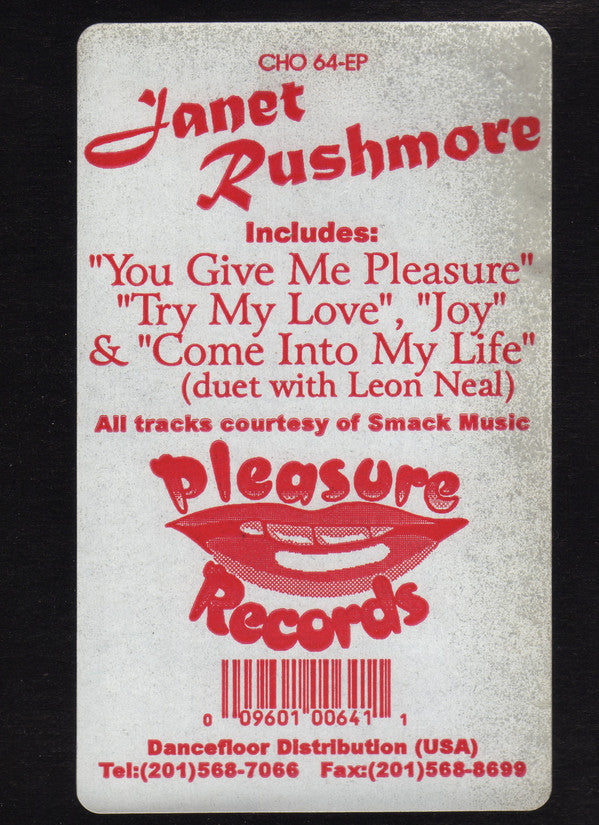 CHO 64-EP
Janet
Rushmore
Includes:
"You Give Me Pleasure"
"Try My Love", "Joy"
& "Come Into My Life"
(duet with Leon Neal)
All tracks courtesy of Smack Music
Pleasure
Records
0 09601 00641 1
Dancefloor Distribution (USA)
Tel:(201)568-7066 Fax:(201)568-8699